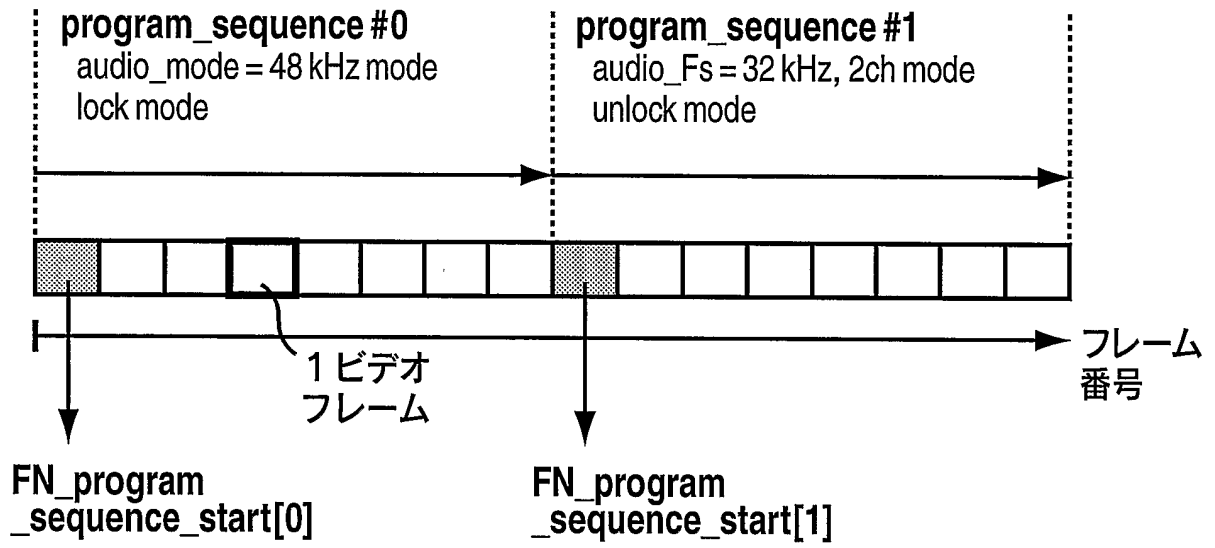 program_sequence #0
audio_mode = 48 kHz mode
lock mode
program_sequence #1
audio_Fs = 32 kHz, 2ch mode
unlock mode
1 ビデオ
フレーム
フレーム
番号
FN_program
_sequence_start[0]
FN_program
_sequence_start[1]